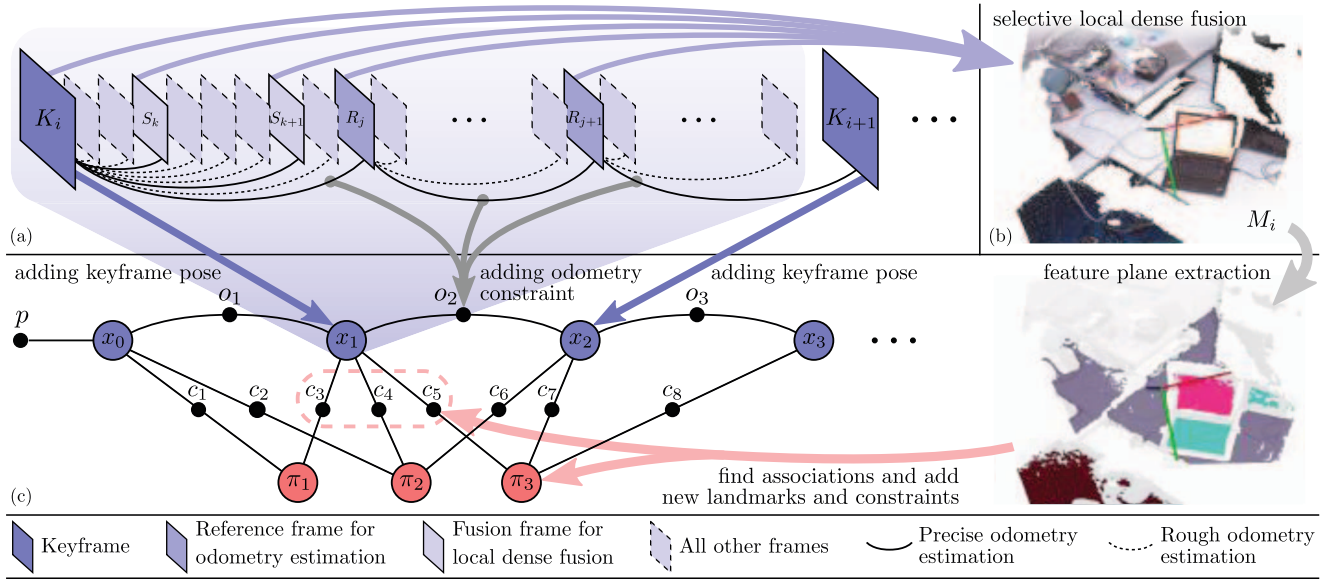 selective local dense fusion
K_i
S_k
S_{k+1}
R_j
...
R_{j+1}
...
K_{i+1}
...
(a)
(b)
M_i
adding keyframe pose
adding odometry
constraint
adding keyframe pose
feature plane extraction
p
o_1
o_2
o_3
x_0
x_1
x_2
x_3
...
c_1
c_2
c_3
c_4
c_5
c_6
c_7
c_8
π_1
π_2
π_3
find associations and add
new landmarks and constraints
(c)
Keyframe
Reference frame for
odometry estimation
Fusion frame for
local dense fusion
All other frames
Precise odometry
estimation
Rough odometry
estimation